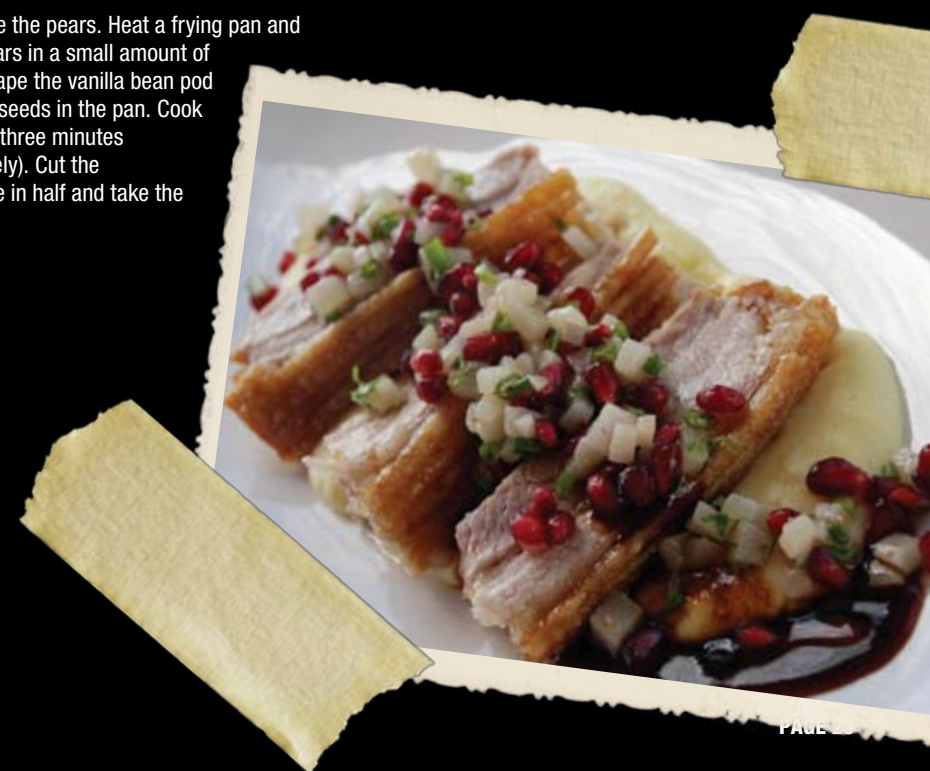 e the pears. Heat a frying pan and
ars in a small amount of
ape the vanilla bean pod
seeds in the pan. Cook
three minutes
ely). Cut the
e in half and take the
PAGE